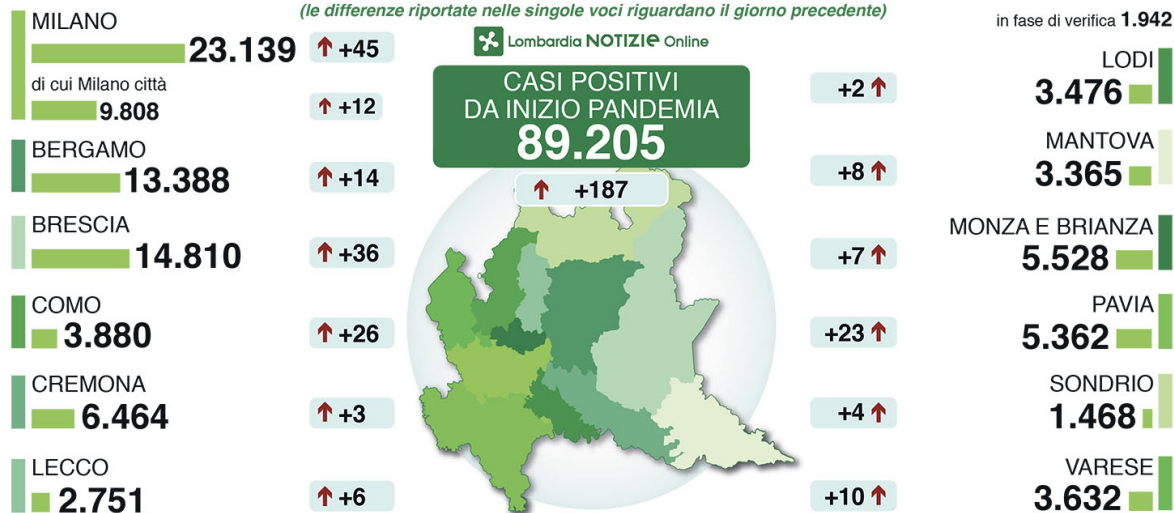 (le differenze riportate nelle singole voci riguardano il giorno precedente)
Lombardia NOTIZIe Online
CASI POSITIVI
DA INIZIO PANDEMIA
89.205
+187
MILANO
23.139
+45
di cui Milano città
9.808
+12
BERGAMO
13.388
+14
BRESCIA
14.810
+36
COMO
3.880
+26
CREMONA
6.464
+3
LECCO
2.751
+6
in fase di verifica 1.942
LODI
3.476
+2
MANTOVA
3.365
+8
MONZA E BRIANZA
5.528
+7
PAVIA
5.362
+23
SONDRIO
1.468
+4
VARESE
3.632
+10